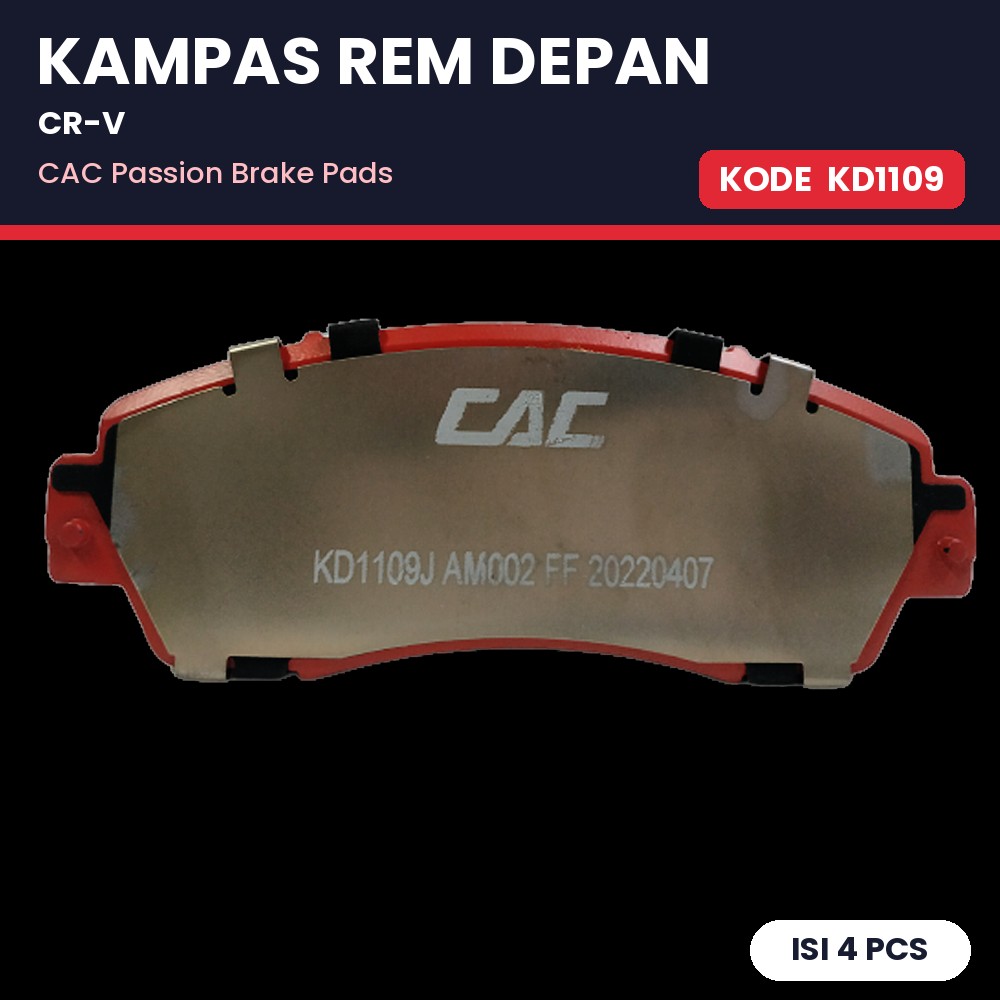 KAMPAS REM DEPAN
CR-V
CAC Passion Brake Pads
KODE KD1109
CAC
KD1109J AM002 FF 20220407
ISI 4 PCS